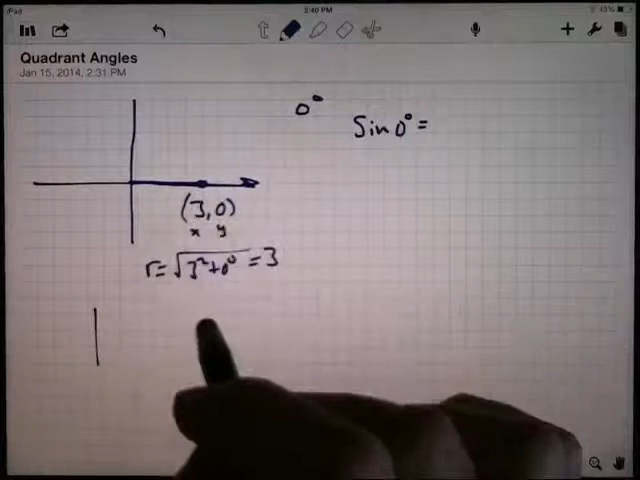 iPad
2:40 PM
43%
Quadrant Angles
Jan 15, 2014, 2:31 PM
0°
Sin 0° =
(3, 0)
x y
r = √3² + 0² = 3